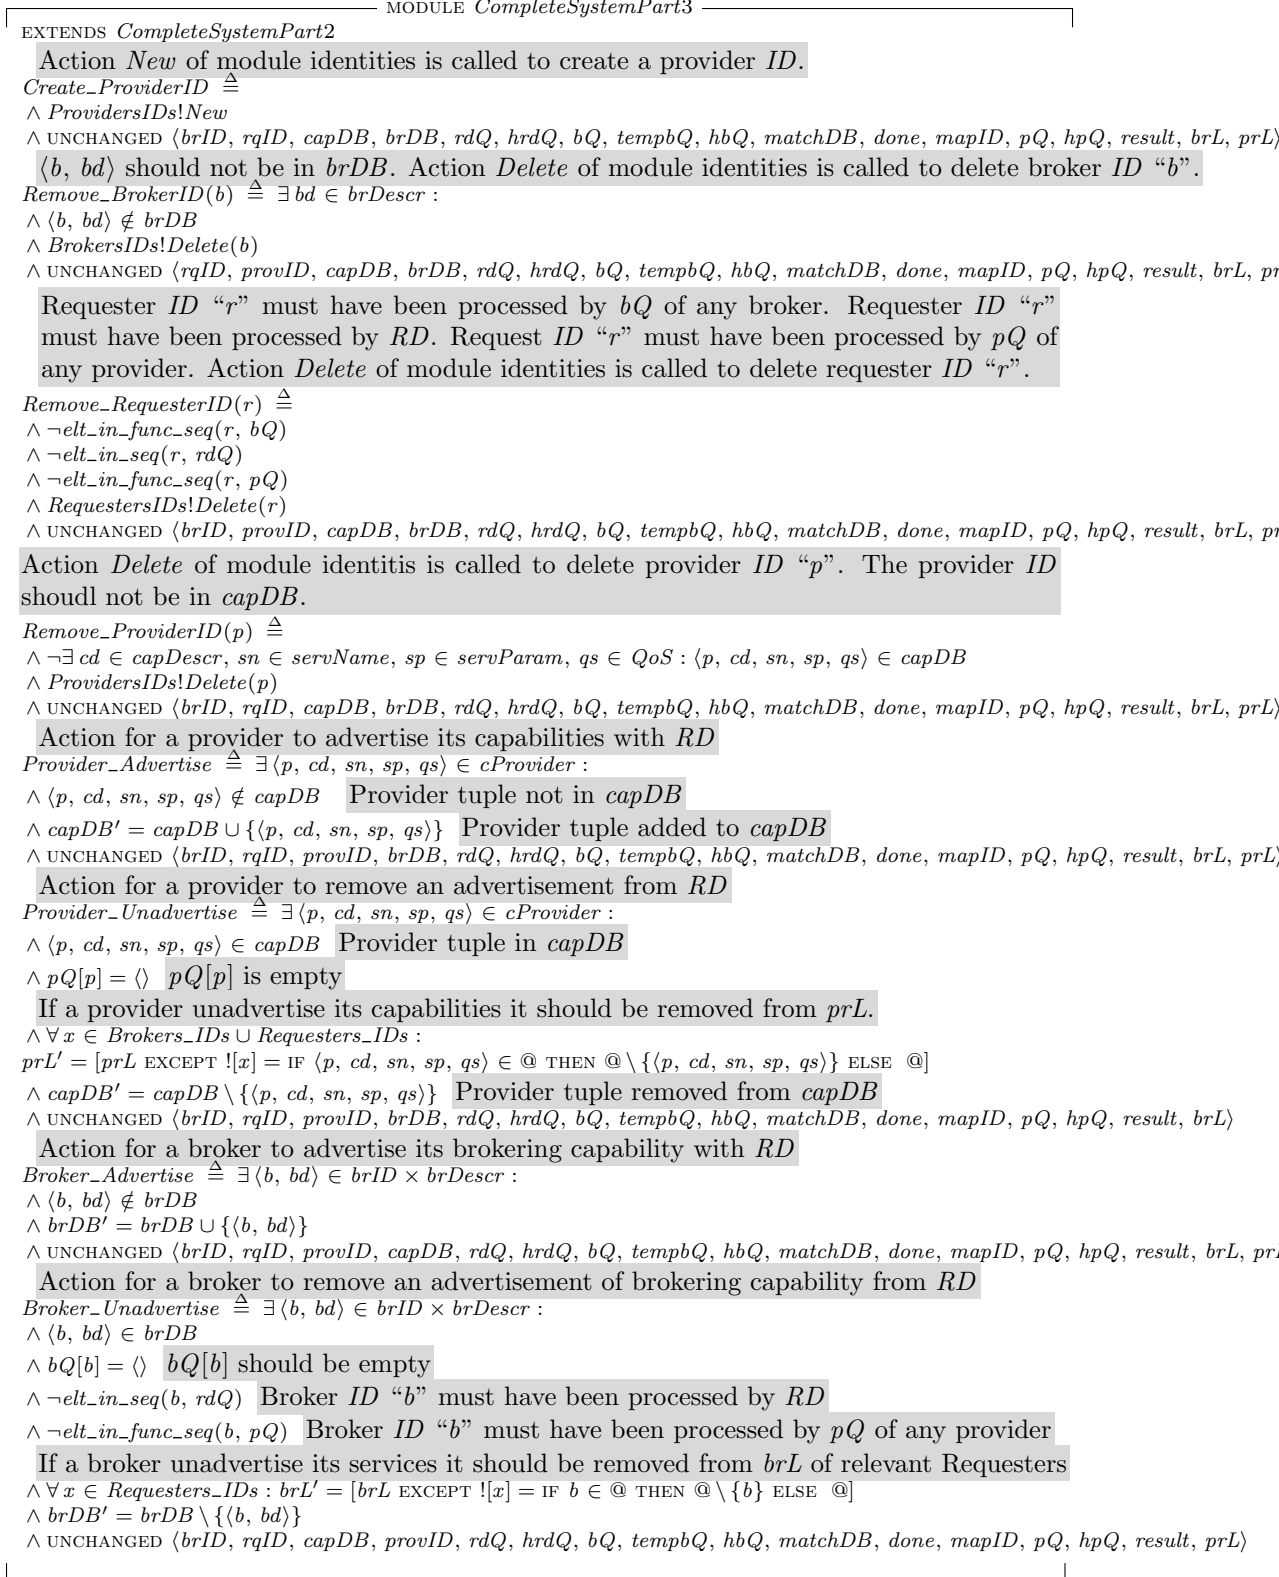 MODULE CompleteSystemPart3
EXTENDS CompleteSystemPart2
Action New of module identities is called to create a provider ID.
Create_ProviderID ≜
∧ ProvidersIDs!New
∧ UNCHANGED ⟨brID, rqID, capDB, brDB, rdQ, hrdQ, bQ, tempbQ, hbQ, matchDB, done, mapID, pQ, hpQ, result, brL, prL⟩
⟨b, bd⟩ should not be in brDB. Action Delete of module identities is called to delete broker ID “b”.
Remove_BrokerID(b) ≜ ∃ bd ∈ brDescr :
∧ ⟨b, bd⟩ ∉ brDB
∧ BrokersIDs!Delete(b)
∧ UNCHANGED ⟨rqID, provID, capDB, brDB, rdQ, hrdQ, bQ, tempbQ, hbQ, matchDB, done, mapID, pQ, hpQ, result, brL, pr
Requester ID “r” must have been processed by bQ of any broker. Requester ID “r”
must have been processed by RD. Request ID “r” must have been processed by pQ of
any provider. Action Delete of module identities is called to delete requester ID “r”.
Remove_RequesterID(r) ≜
∧ ¬elt_in_func_seq(r, bQ)
∧ ¬elt_in_seq(r, rdQ)
∧ ¬elt_in_func_seq(r, pQ)
∧ RequestersIDs!Delete(r)
∧ UNCHANGED ⟨brID, provID, capDB, brDB, rdQ, hrdQ, bQ, tempbQ, hbQ, matchDB, done, mapID, pQ, hpQ, result, brL, pr
Action Delete of module identitis is called to delete provider ID “p”. The provider ID
shoudl not be in capDB.
Remove_ProviderID(p) ≜
∧ ¬∃ cd ∈ capDescr, sn ∈ servName, sp ∈ servParam, qs ∈ QoS : ⟨p, cd, sn, sp, qs⟩ ∈ capDB
∧ ProvidersIDs!Delete(p)
∧ UNCHANGED ⟨brID, rqID, capDB, brDB, rdQ, hrdQ, bQ, tempbQ, hbQ, matchDB, done, mapID, pQ, hpQ, result, brL, prL⟩
Action for a provider to advertise its capabilities with RD
Provider_Advertise ≜ ∃ ⟨p, cd, sn, sp, qs⟩ ∈ cProvider :
∧ ⟨p, cd, sn, sp, qs⟩ ∉ capDB Provider tuple not in capDB
∧ capDB′ = capDB ∪ {⟨p, cd, sn, sp, qs⟩} Provider tuple added to capDB
∧ UNCHANGED ⟨brID, rqID, provID, brDB, rdQ, hrdQ, bQ, tempbQ, hbQ, matchDB, done, mapID, pQ, hpQ, result, brL, prL⟩
Action for a provider to remove an advertisement from RD
Provider_Unadvertise ≜ ∃ ⟨p, cd, sn, sp, qs⟩ ∈ cProvider :
∧ ⟨p, cd, sn, sp, qs⟩ ∈ capDB Provider tuple in capDB
∧ pQ[p] = ⟨⟩ pQ[p] is empty
If a provider unadvertise its capabilities it should be removed from prL.
∧ ∀ x ∈ Brokers_IDs ∪ Requesters_IDs :
prL′ = [prL EXCEPT ![x] = IF ⟨p, cd, sn, sp, qs⟩ ∈ @ THEN @ \ {⟨p, cd, sn, sp, qs⟩} ELSE @]
∧ capDB′ = capDB \ {⟨p, cd, sn, sp, qs⟩} Provider tuple removed from capDB
∧ UNCHANGED ⟨brID, rqID, provID, brDB, rdQ, hrdQ, bQ, tempbQ, hbQ, matchDB, done, mapID, pQ, hpQ, result, brL⟩
Action for a broker to advertise its brokering capability with RD
Broker_Advertise ≜ ∃ ⟨b, bd⟩ ∈ brID × brDescr :
∧ ⟨b, bd⟩ ∉ brDB
∧ brDB′ = brDB ∪ {⟨b, bd⟩}
∧ UNCHANGED ⟨brID, rqID, provID, capDB, rdQ, hrdQ, bQ, tempbQ, hbQ, matchDB, done, mapID, pQ, hpQ, result, brL, prL
Action for a broker to remove an advertisement of brokering capability from RD
Broker_Unadvertise ≜ ∃ ⟨b, bd⟩ ∈ brID × brDescr :
∧ ⟨b, bd⟩ ∈ brDB
∧ bQ[b] = ⟨⟩ bQ[b] should be empty
∧ ¬elt_in_seq(b, rdQ) Broker ID “b” must have been processed by RD
∧ ¬elt_in_func_seq(b, pQ) Broker ID “b” must have been processed by pQ of any provider
If a broker unadvertise its services it should be removed from brL of relevant Requesters
∧ ∀ x ∈ Requesters_IDs : brL′ = [brL EXCEPT ![x] = IF b ∈ @ THEN @ \ {b} ELSE @]
∧ brDB′ = brDB \ {⟨b, bd⟩}
∧ UNCHANGED ⟨brID, rqID, capDB, provID, rdQ, hrdQ, bQ, tempbQ, hbQ, matchDB, done, mapID, pQ, hpQ, result, prL⟩